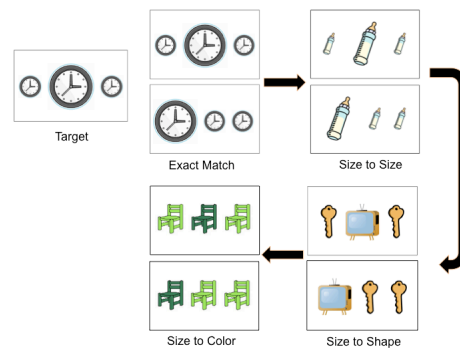 Target
Exact Match
Size to Size
Size to Color
Size to Shape